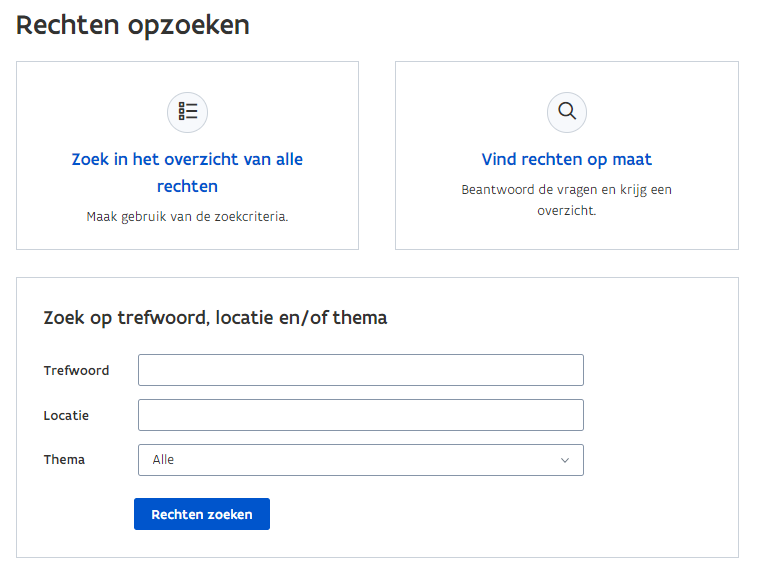 Rechten opzoeken
Zoek in het overzicht van alle
rechten
Maak gebruik van de zoekcriteria.
Vind rechten op maat
Beantwoord de vragen en krijg een
overzicht.
Zoek op trefwoord, locatie en/of thema
Trefwoord
Locatie
Thema
Alle
Rechten zoeken